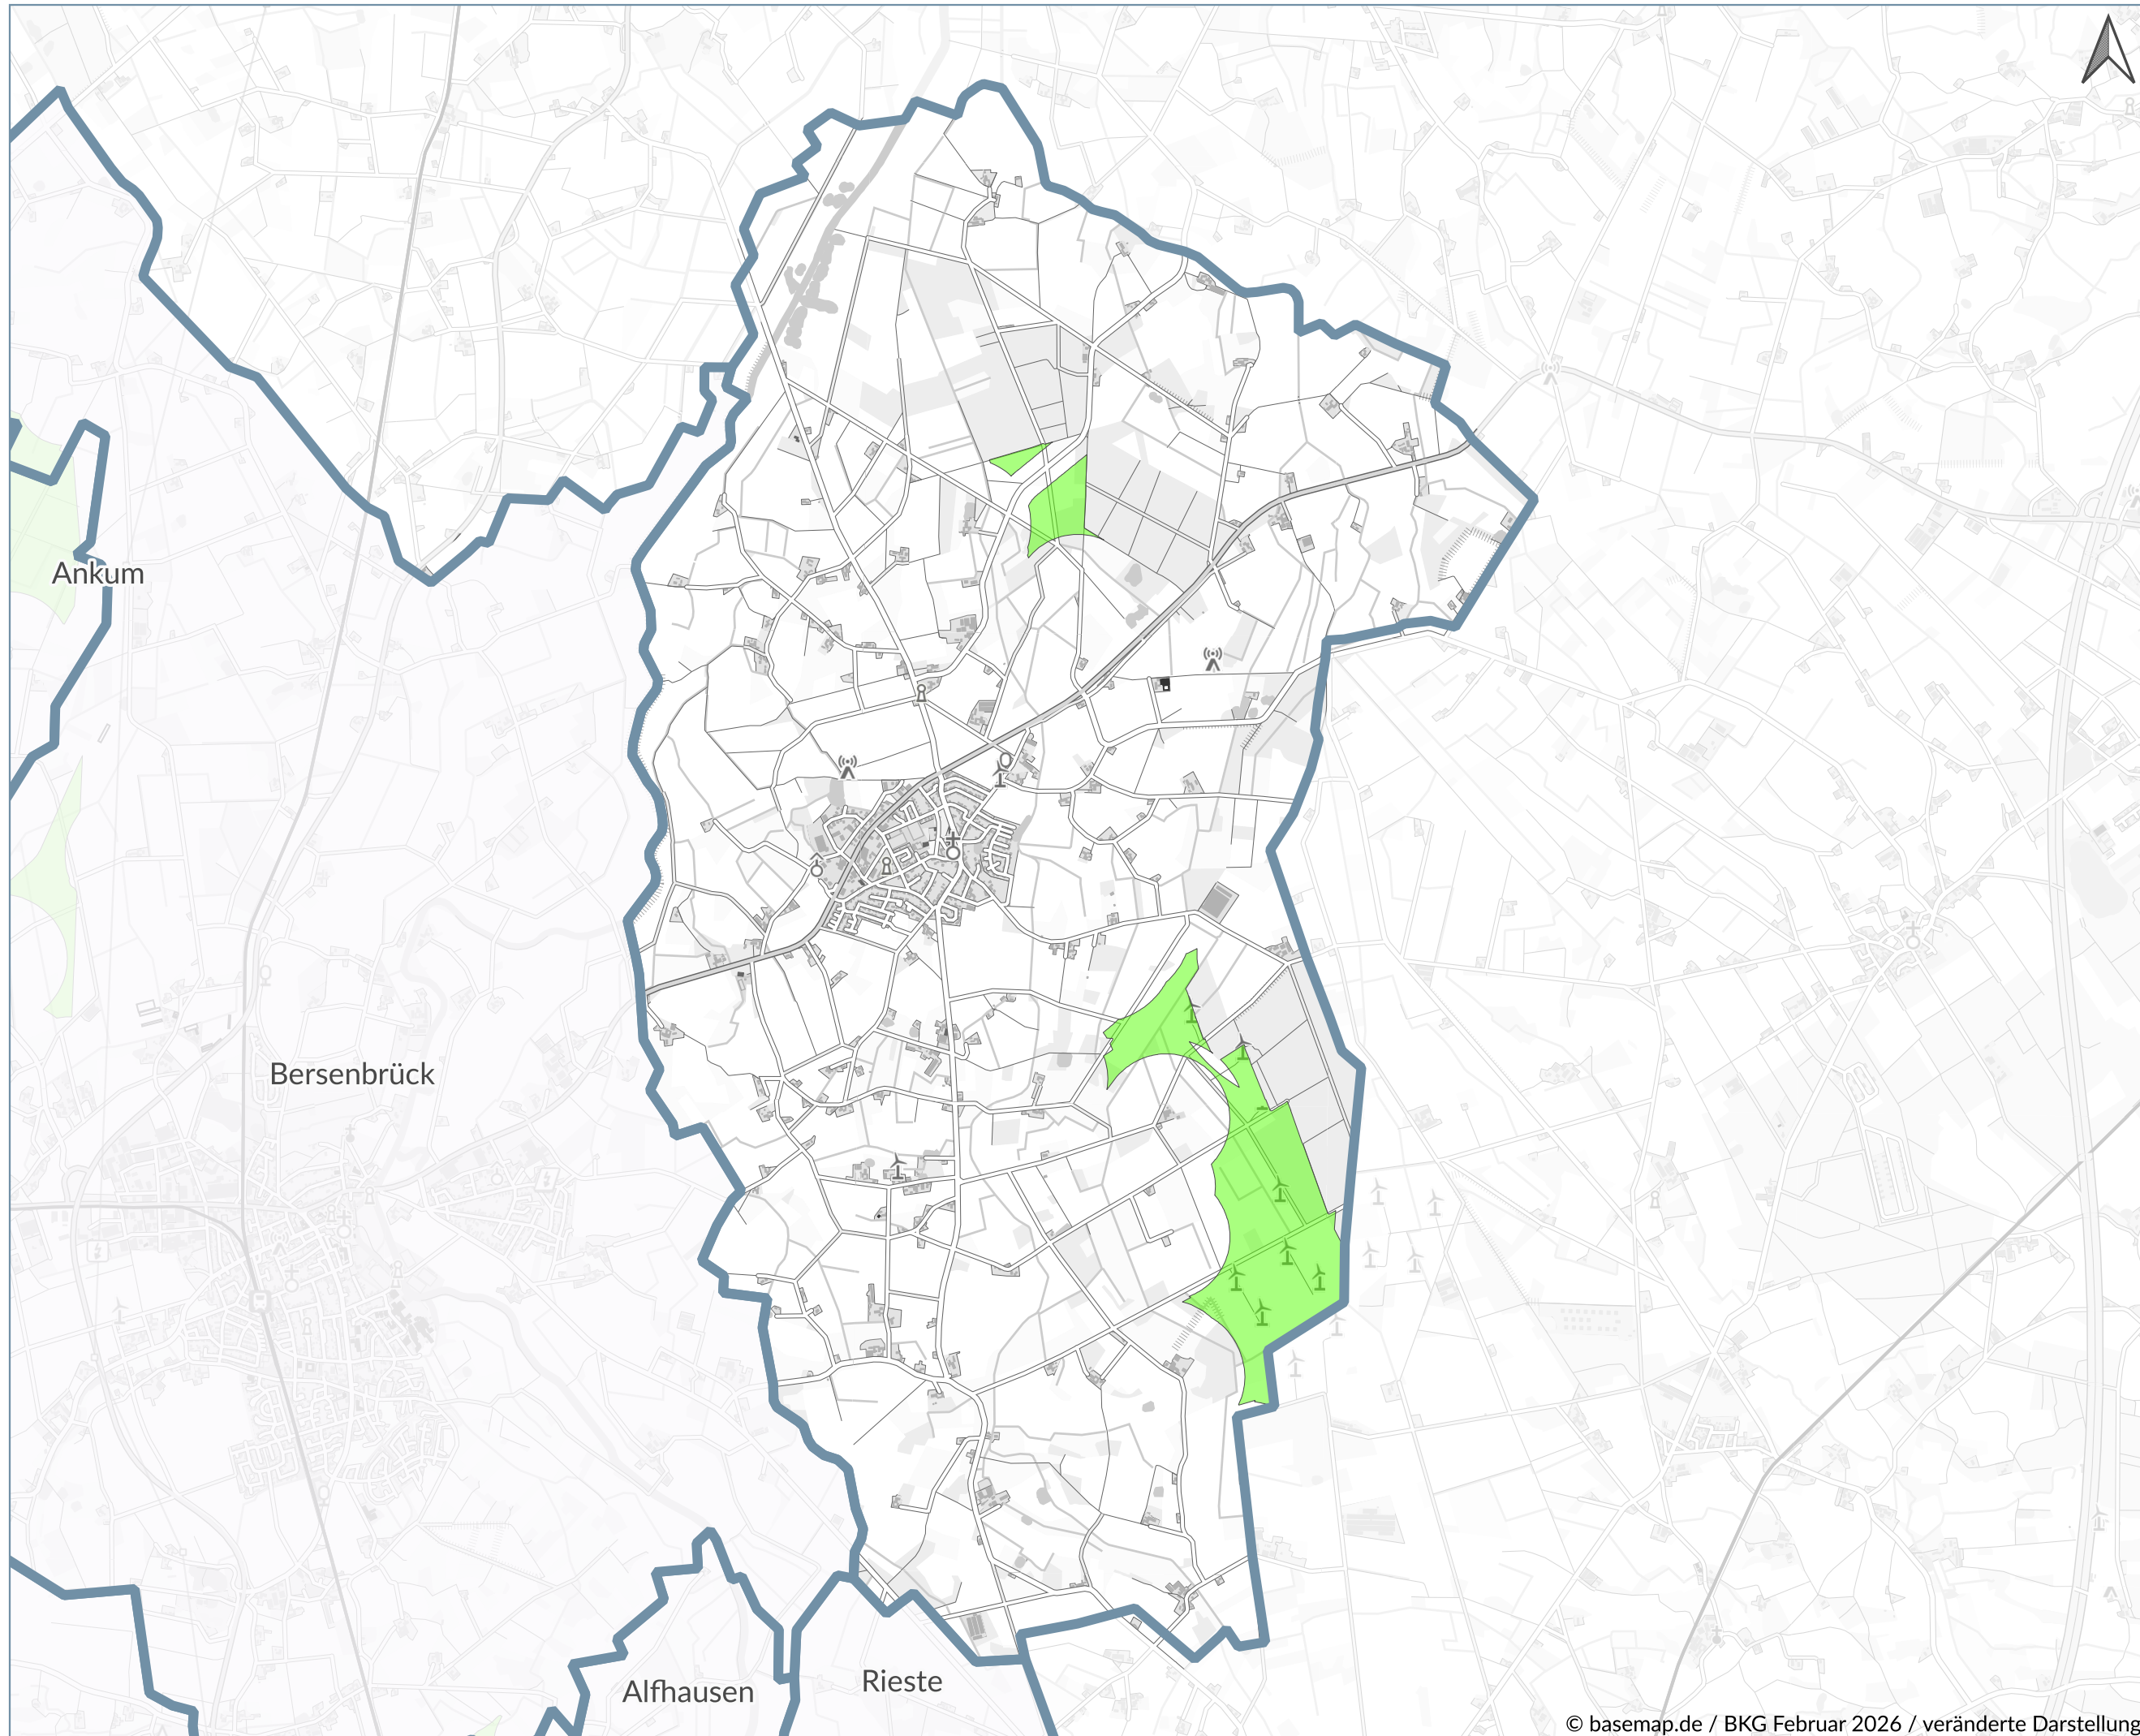 Ankum
Bersenbrück
Alfhausen
Rieste
© basemap.de / BKG Februar 2026 / veränderte Darstellung